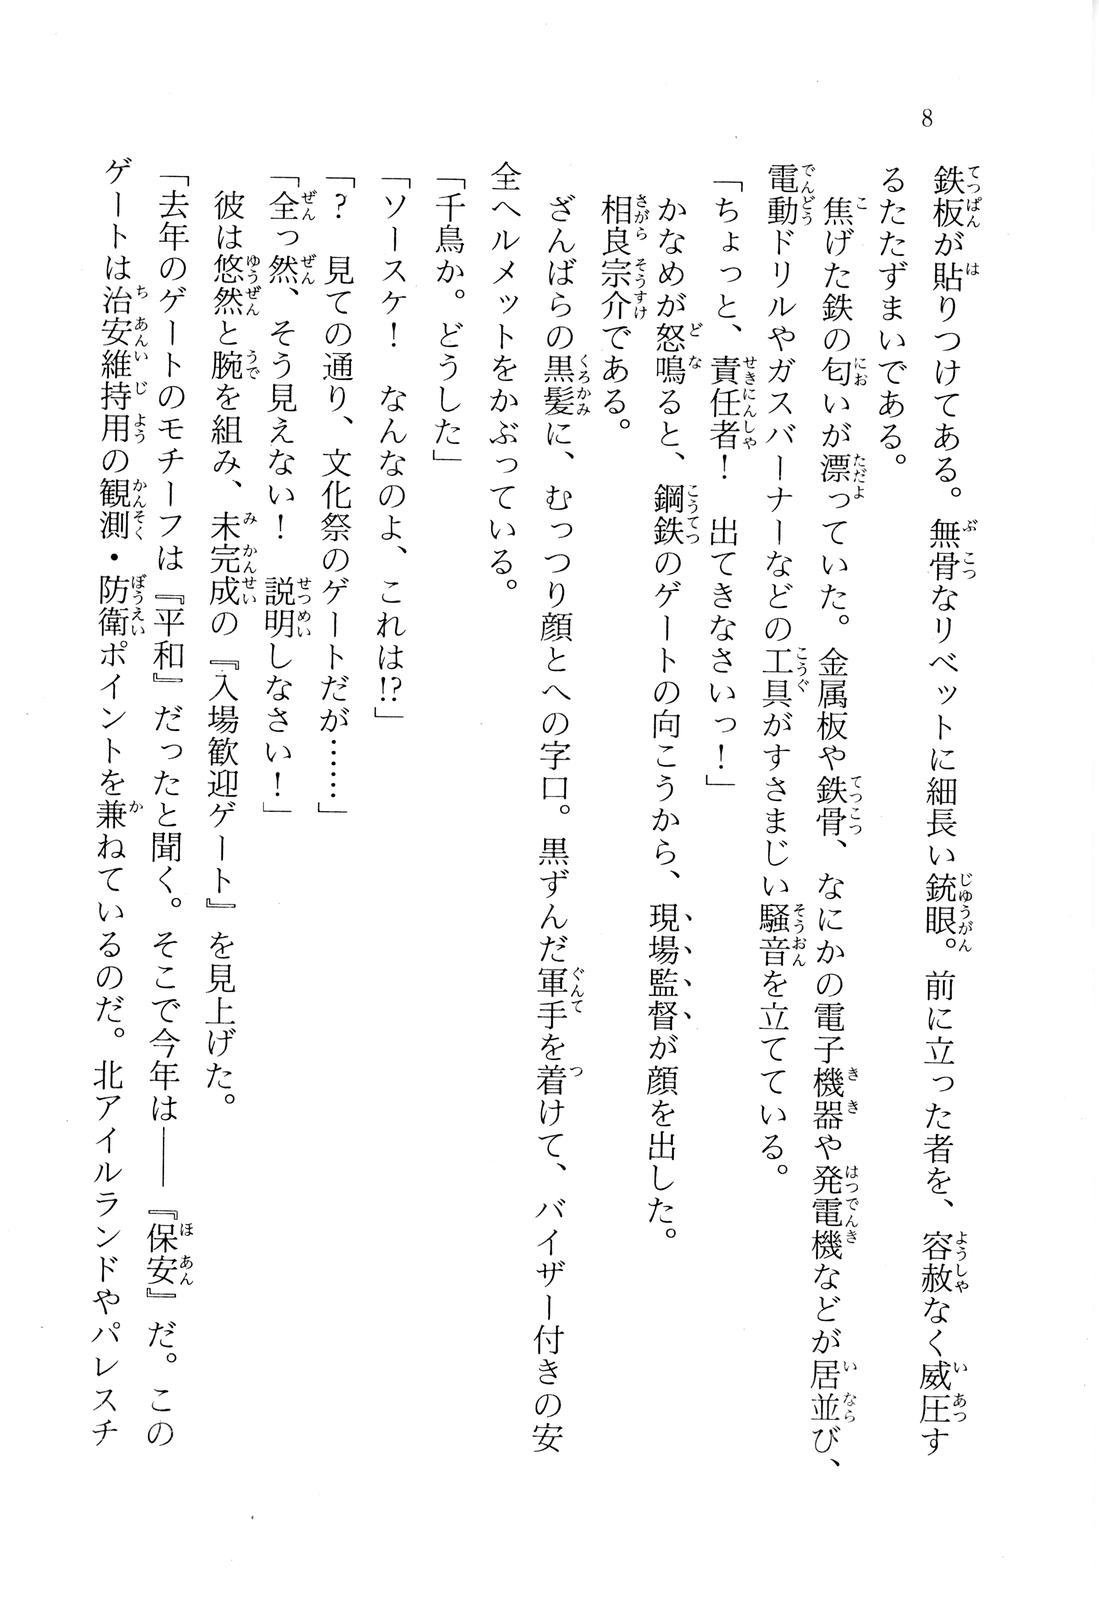 8
鉄板が貼りつけてある。無骨なリベットに細長い銃眼。前に立った者を、容赦なく威圧す
るたたずまいである。
　焦げた鉄の匂いが漂っていた。金属板や鉄骨、なにかの電子機器や発電機などが居並び、
電動ドリルやガスバーナーなどの工具がすさまじい騒音を立てている。
「ちょっと、責任者！　出てきなさいっ！」
　かなめが怒鳴ると、鋼鉄のゲートの向こうから、現場監督が顔を出した。
　相良宗介である。
　ざんばらの黒髪に、むっつり顔とへの字口。黒ずんだ軍手を着けて、バイザー付きの安
全ヘルメットをかぶっている。
「千鳥か。どうした」
「ソースケ！　なんなのよ、これは!?」
「？　見ての通り、文化祭のゲートだが……」
「全っ然、そう見えない！　説明しなさい！」
　彼は悠然と腕を組み、未完成の『入場歓迎ゲート』を見上げた。
「去年のゲートのモチーフは『平和』だったと聞く。そこで今年は――『保安』だ。この
ゲートは治安維持用の観測・防衛ポイントを兼ねているのだ。北アイルランドやパレスチ